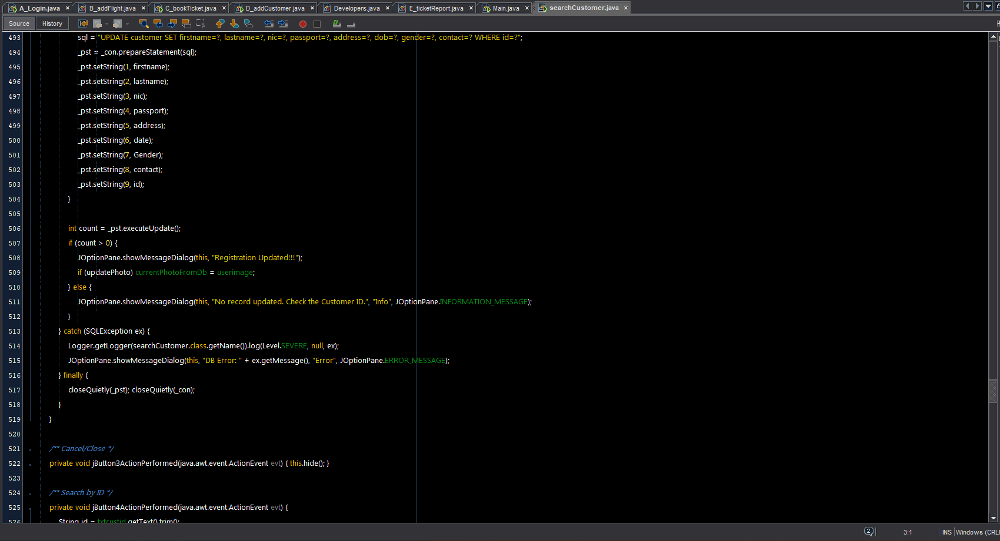 A_Login.java × B_addFlight.java × C_bookTicket.java × D_addCustomer.java × Developers.java × E_ticketReport.java × Main.java × searchCustomer.java ×
Source History
493 sql = "UPDATE customer SET firstname=?, lastname=?, nic=?, passport=?, address=?, dob=?, gender=?, contact=? WHERE id=?";
494 _pst = _con.prepareStatement(sql);
495 _pst.setString(1, firstname);
496 _pst.setString(2, lastname);
497 _pst.setString(3, nic);
498 _pst.setString(4, passport);
499 _pst.setString(5, address);
500 _pst.setString(6, date);
501 _pst.setString(7, Gender);
502 _pst.setString(8, contact);
503 _pst.setString(9, id);
504 }
505
506 int count = _pst.executeUpdate();
507 if (count > 0) {
508 JOptionPane.showMessageDialog(this, "Registration Updated!!!");
509 if (updatePhoto) currentPhotoFromDb = userimage;
510 } else {
511 JOptionPane.showMessageDialog(this, "No record updated. Check the Customer ID.", "Info", JOptionPane.INFORMATION_MESSAGE);
512 }
513 } catch (SQLException ex) {
514 Logger.getLogger(searchCustomer.class.getName()).log(Level.SEVERE, null, ex);
515 JOptionPane.showMessageDialog(this, "DB Error: " + ex.getMessage(), "Error", JOptionPane.ERROR_MESSAGE);
516 } finally {
517 closeQuietly(_pst); closeQuietly(_con);
518 }
519 }
520
521 /** Cancel/Close */
522 private void jButton3ActionPerformed(java.awt.event.ActionEvent evt) { this.hide(); }
523
524 /** Search by ID */
525 private void jButton4ActionPerformed(java.awt.event.ActionEvent evt) {
526 String id = txtcustid.getText().trim();
2 3:1 INS Windows (CRL